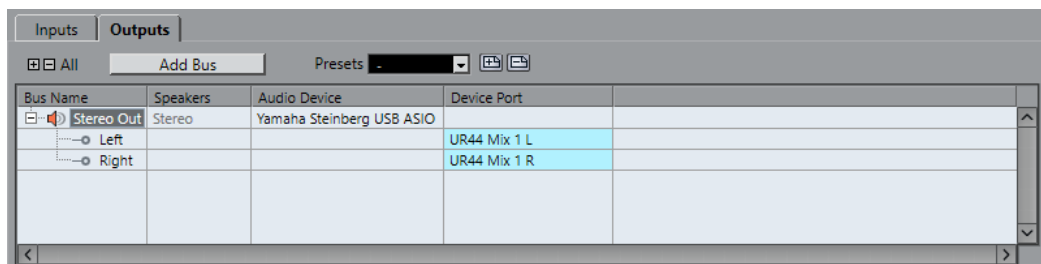 Inputs Outputs
All Add Bus Presets -
Bus Name Speakers Audio Device Device Port
Stereo Out Stereo Yamaha Steinberg USB ASIO
Left UR44 Mix 1 L
Right UR44 Mix 1 R